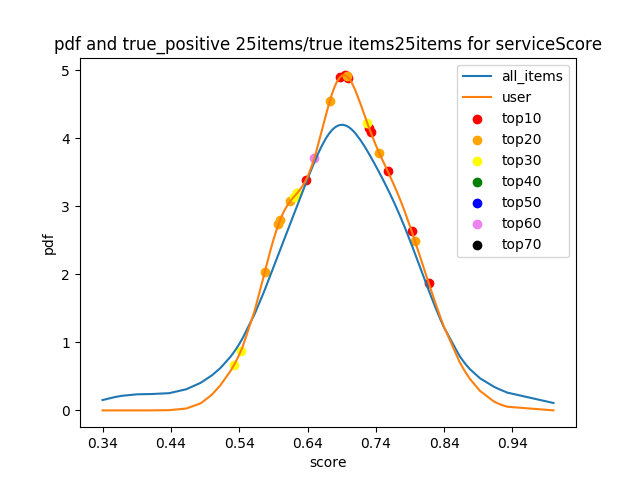 pdf and true_positive 25items/true items25items for serviceScore
pdf
5
4
3
2
1
0
0.34
0.44
0.54
0.64
0.74
0.84
0.94
score
all_items
user
top10
top20
top30
top40
top50
top60
top70